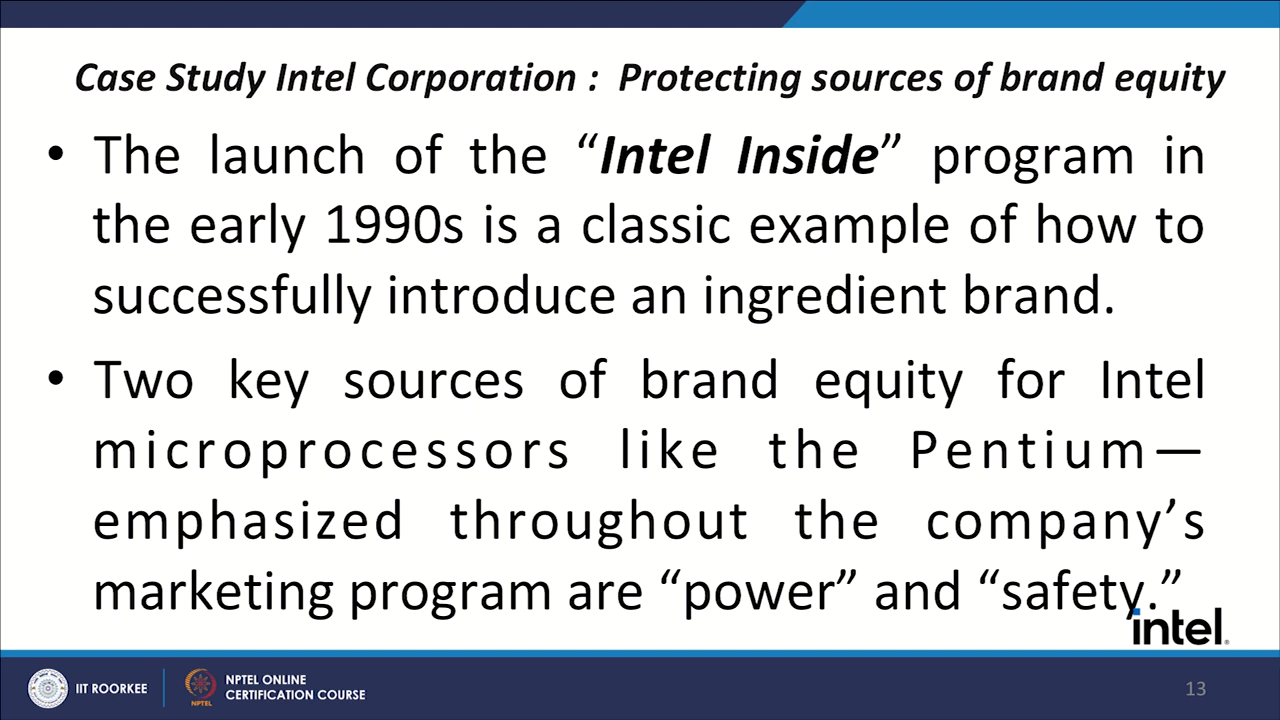 Case Study Intel Corporation : Protecting sources of brand equity
• The launch of the “Intel Inside” program in
the early 1990s is a classic example of how to
successfully introduce an ingredient brand.
• Two key sources of brand equity for Intel
microprocessors like the Pentium—
emphasized throughout the company’s
marketing program are “power” and “safety.”
intel.
IIT ROORKEE
NPTEL
NPTEL ONLINE
CERTIFICATION COURSE
13